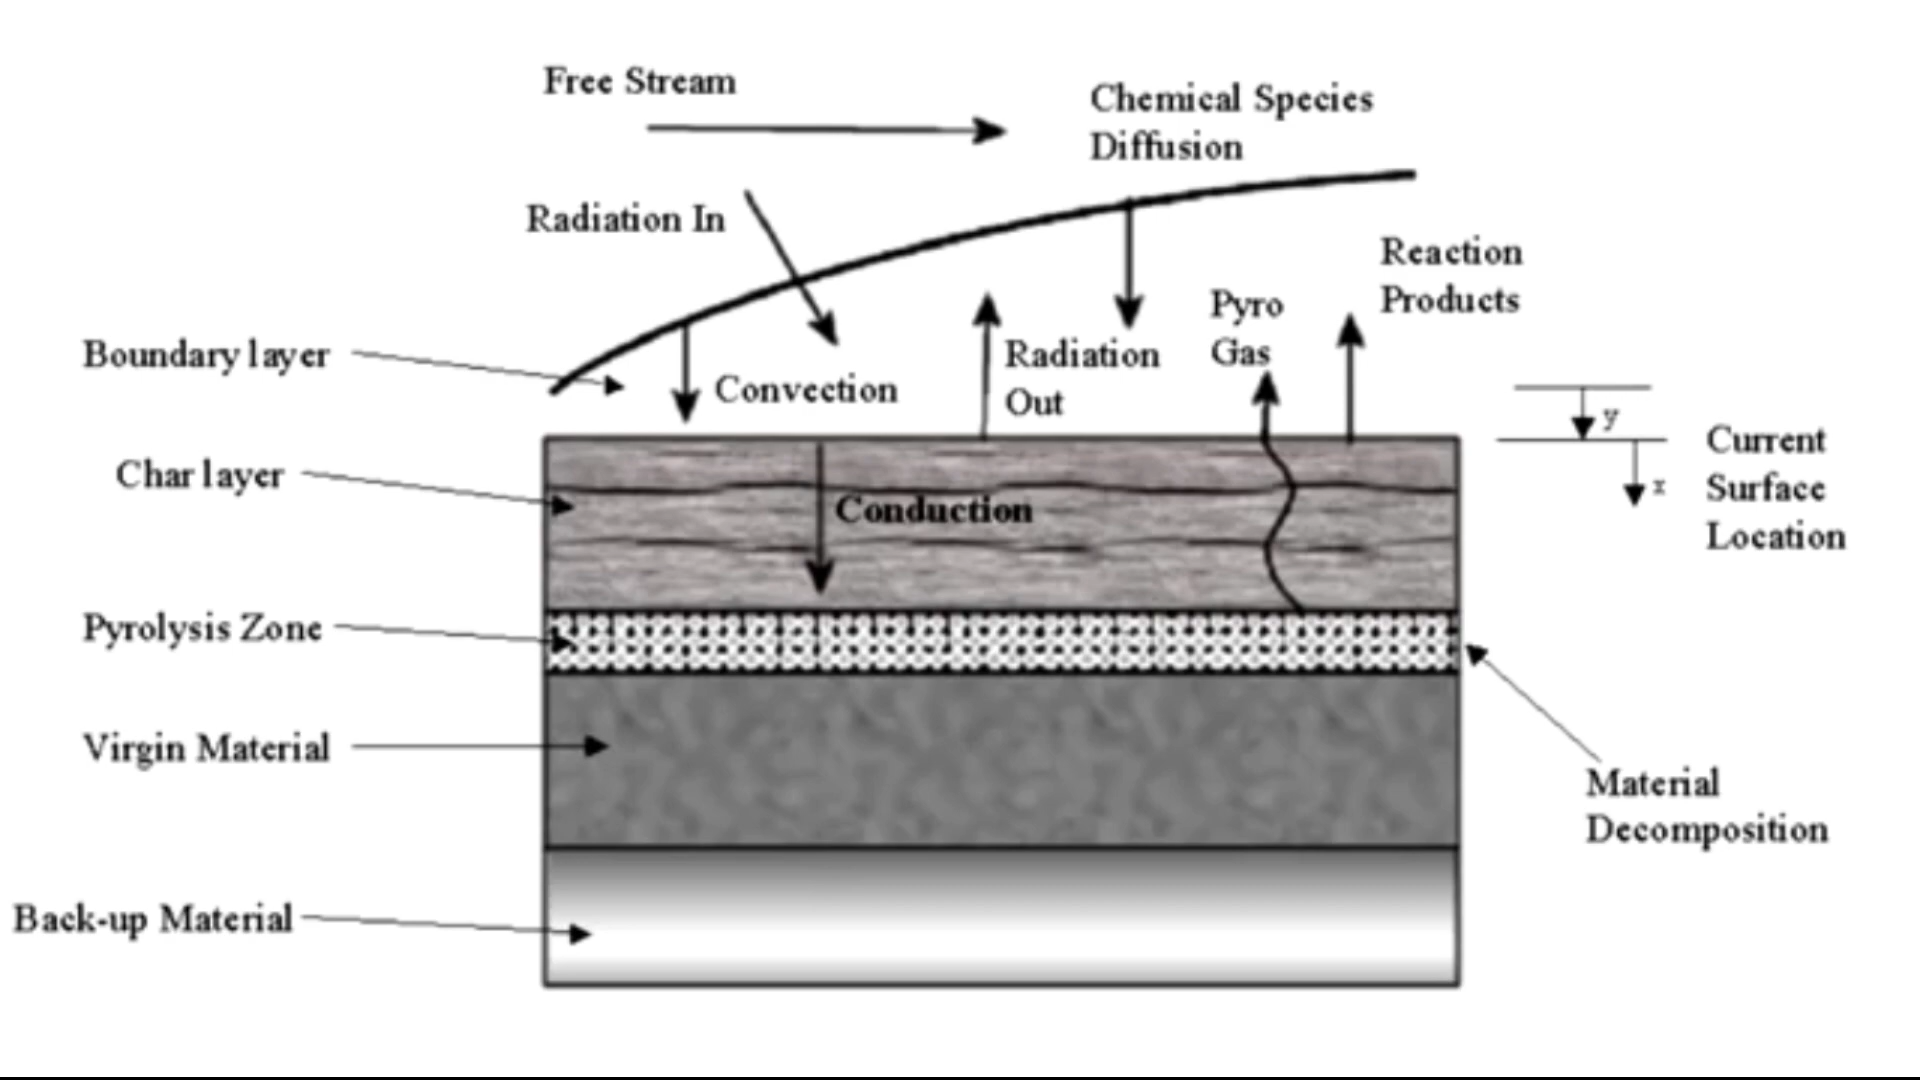 Free Stream
Chemical Species
Diffusion
Radiation In
Reaction
Products
Pyro
Gas
Boundary layer
Radiation
Out
Convection
y
Current
Surface
Location
x
Char layer
Conduction
Pyrolysis Zone
Virgin Material
Material
Decomposition
Back-up Material